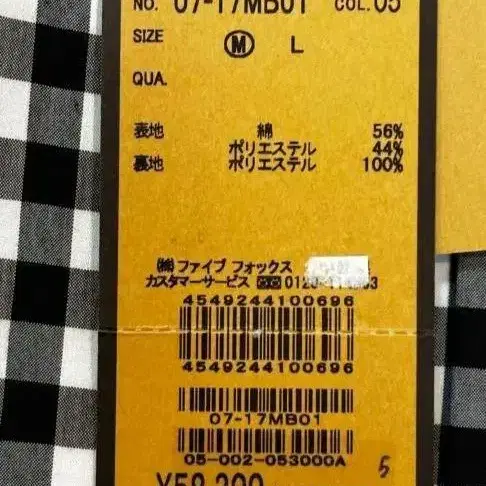 NO. 07-17MB01 COL. 05
SIZE Ⓜ L
QUA.
表地 綿 56%
ポリエステル 44%
裏地 ポリエステル 100%
㈱ファイブ フォックス
カスタマーサービス
4549244100696
4549244100696
07-17MB01
05-002-053000A
5